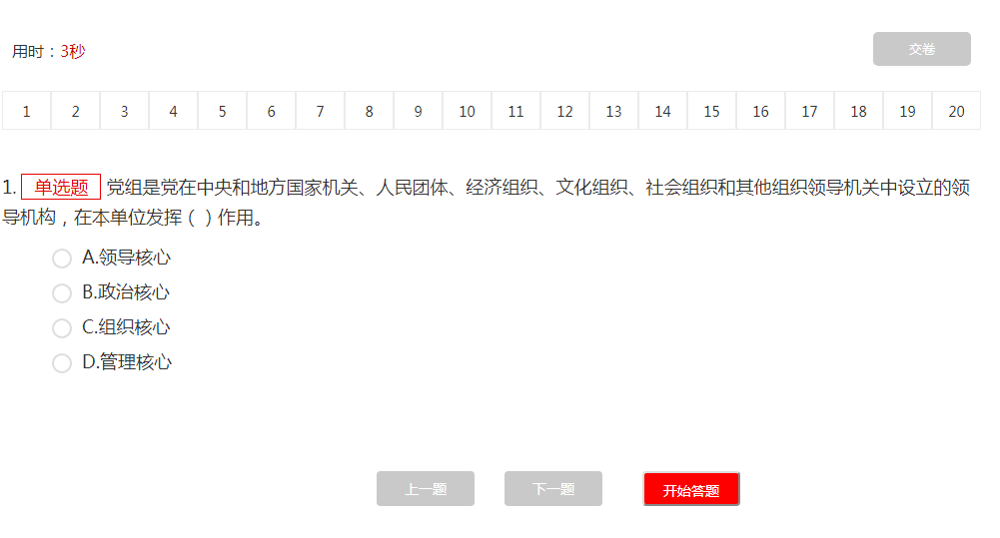 用时：3秒
交卷
1 2 3 4 5 6 7 8 9 10 11 12 13 14 15 16 17 18 19 20
1. 单选题 党组是党在中央和地方国家机关、人民团体、经济组织、文化组织、社会组织和其他组织领导机关中设立的领
导机构，在本单位发挥（ ）作用。
A.领导核心
B.政治核心
C.组织核心
D.管理核心
上一题 下一题 开始答题